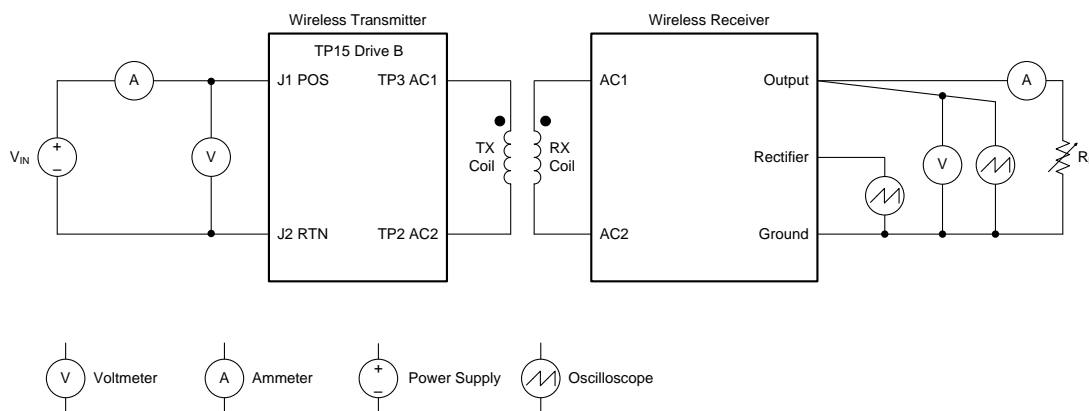 Wireless Transmitter
Wireless Receiver
TP15 Drive B
A
J1 POS
TP3 AC1
AC1
Output
A
V
IN
+
−
V
TX
Coil
RX
Coil
Rectifier
V
R
J2 RTN
TP2 AC2
AC2
Ground
V
Voltmeter
A
Ammeter
+
−
Power Supply
Oscilloscope